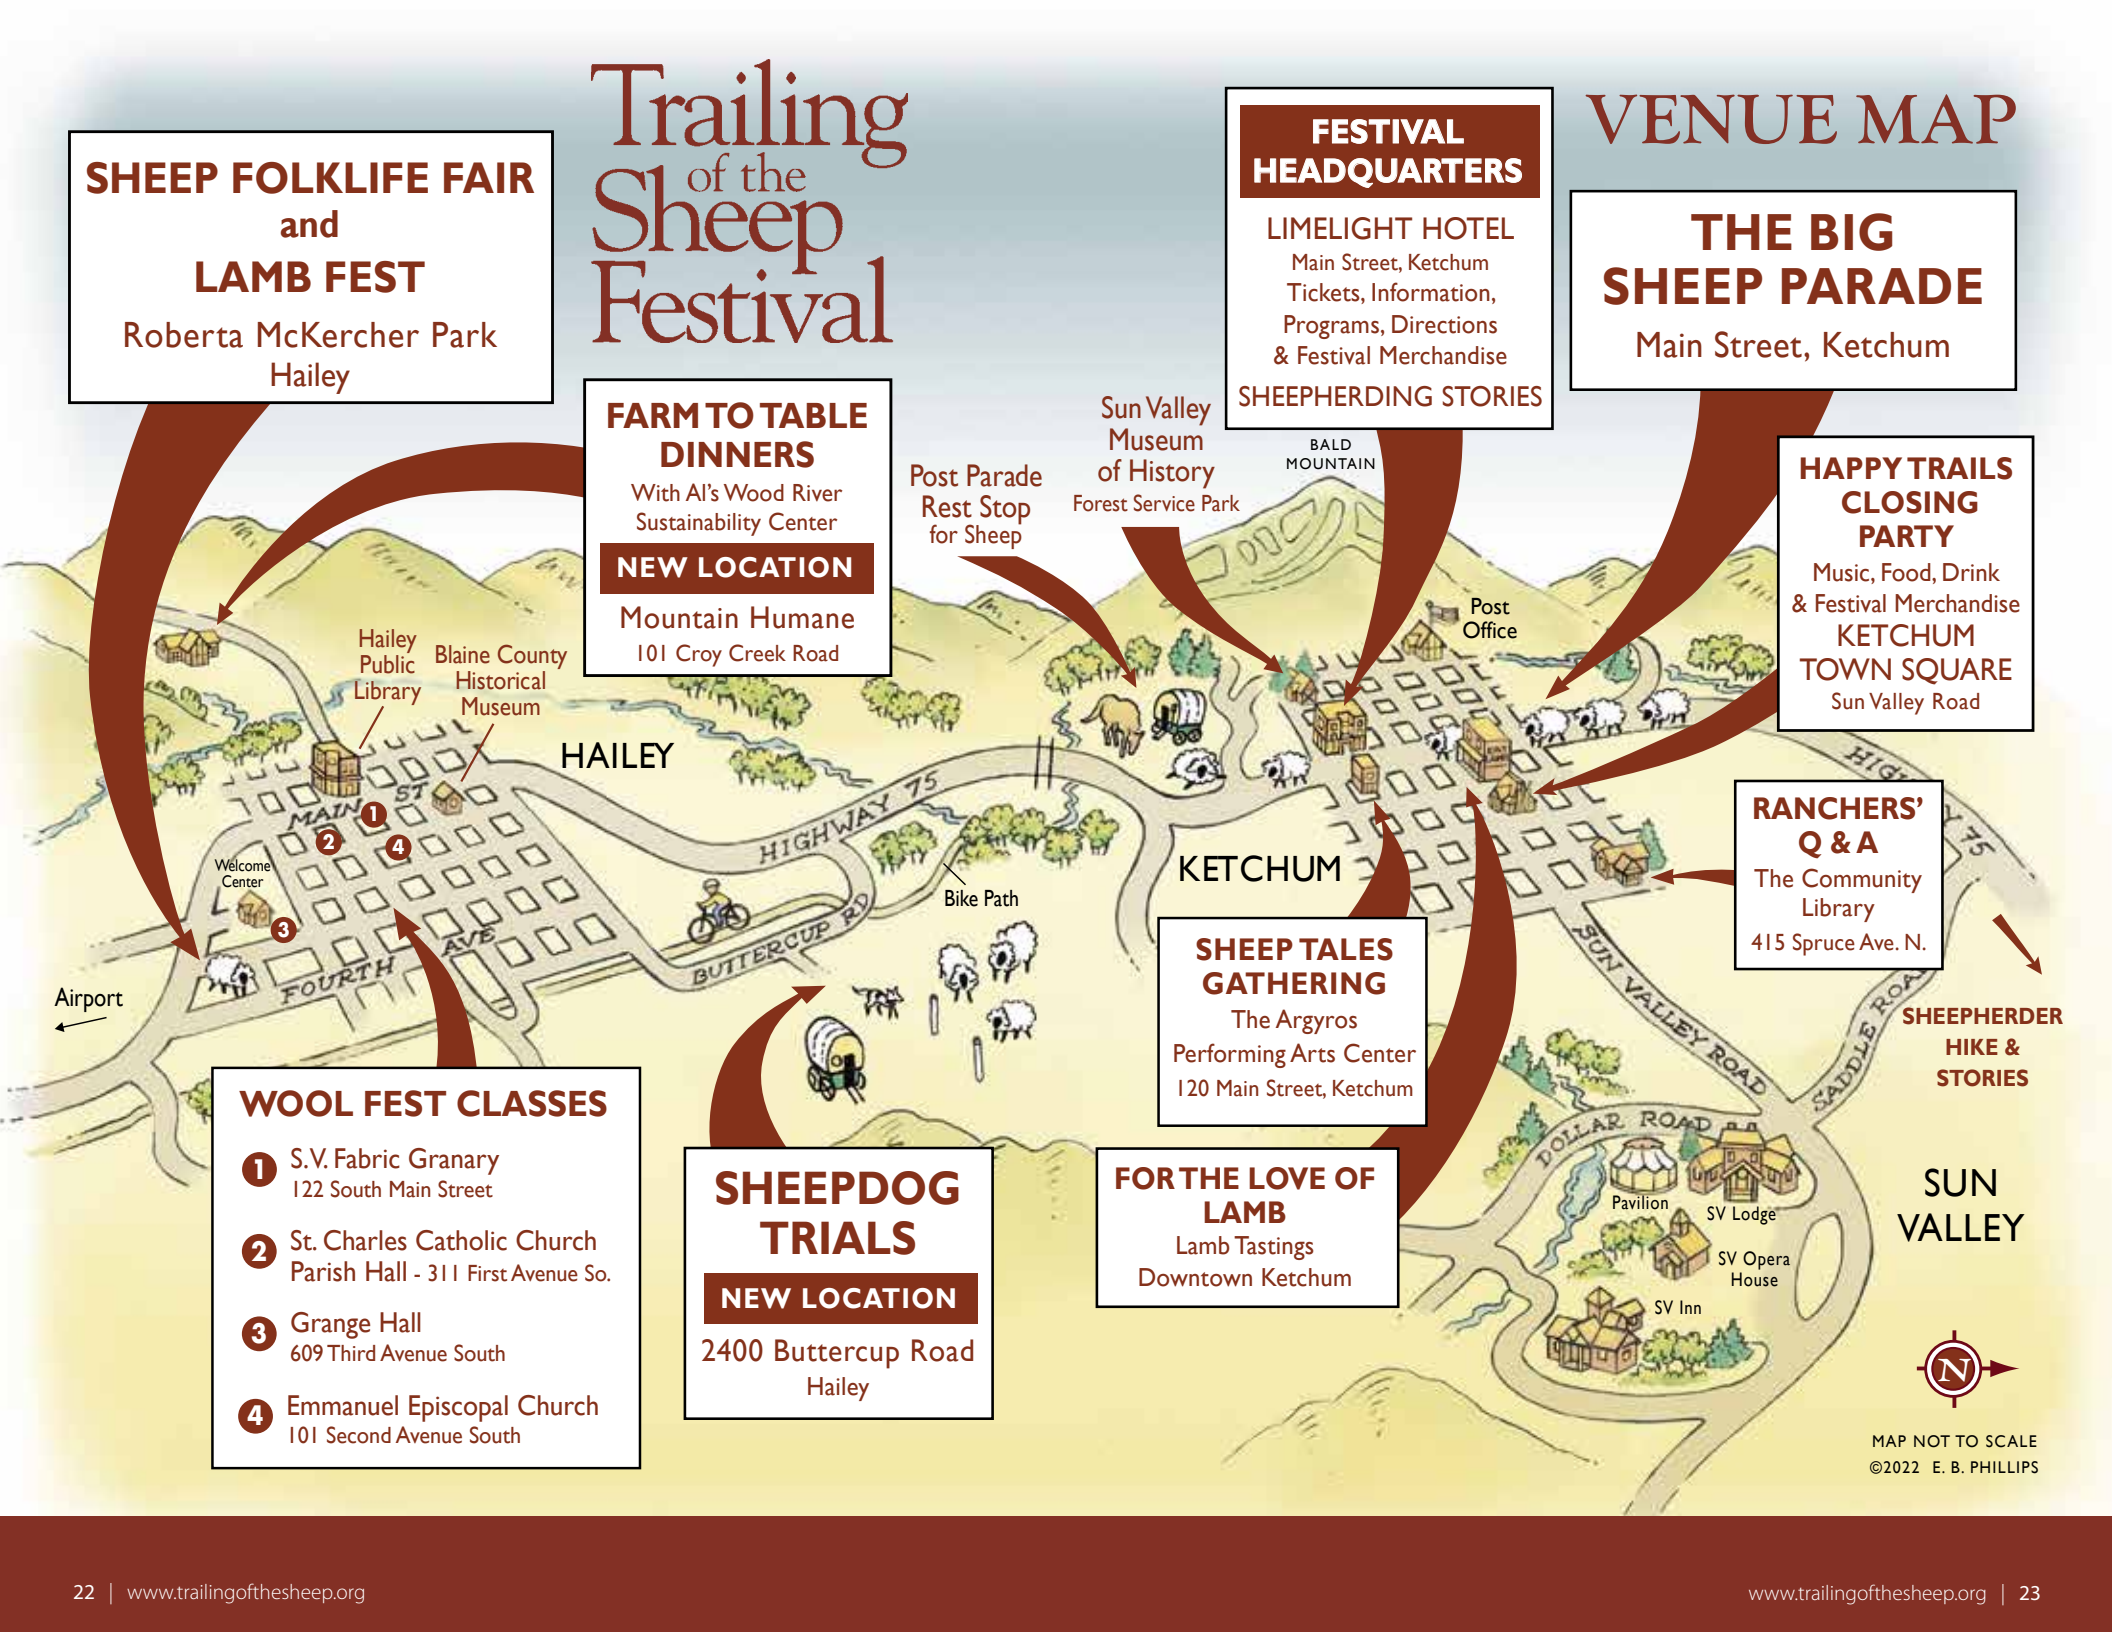 Trailing
of the
Sheep
Festival
VENUE MAP
SHEEP FOLKLIFE FAIR
and
LAMB FEST
Roberta McKercher Park
Hailey
FARM TO TABLE
DINNERS
With Al's Wood River
Sustainability Center
NEW LOCATION
Mountain Humane
101 Croy Creek Road
Post Parade
Rest Stop
for Sheep
Sun Valley
Museum
of History
Forest Service Park
FESTIVAL
HEADQUARTERS
LIMELIGHT HOTEL
Main Street, Ketchum
Tickets, Information,
Programs, Directions
& Festival Merchandise
SHEEPHERDING STORIES
BALD
MOUNTAIN
THE BIG
SHEEP PARADE
Main Street, Ketchum
HAPPY TRAILS
CLOSING
PARTY
Music, Food, Drink
& Festival Merchandise
KETCHUM
TOWN SQUARE
Sun Valley Road
Post
Office
Hailey
Public
Library
Blaine County
Historical
Museum
HAILEY
MAIN ST
1
2
4
3
Welcome
Center
FOURTH AVE
Airport
HIGHWAY 75
BUTTERCUP RD
Bike Path
KETCHUM
EAT
LAMB
HIGHWAY 75
RANCHERS'
Q & A
The Community
Library
415 Spruce Ave. N.
SHEEPHERDER
HIKE &
STORIES
SUN VALLEY ROAD
SADDLE ROAD
DOLLAR ROAD
SHEEP TALES
GATHERING
The Argyros
Performing Arts Center
120 Main Street, Ketchum
FOR THE LOVE OF
LAMB
Lamb Tastings
Downtown Ketchum
WOOL FEST CLASSES
1 S.V. Fabric Granary
122 South Main Street
2 St. Charles Catholic Church
Parish Hall - 311 First Avenue So.
3 Grange Hall
609 Third Avenue South
4 Emmanuel Episcopal Church
101 Second Avenue South
SHEEPDOG
TRIALS
NEW LOCATION
2400 Buttercup Road
Hailey
Pavilion
SV Lodge
SV Opera
House
SV Inn
SUN
VALLEY
N
MAP NOT TO SCALE
©2022 E. B. PHILLIPS
22 | www.trailingofthesheep.org
www.trailingofthesheep.org | 23